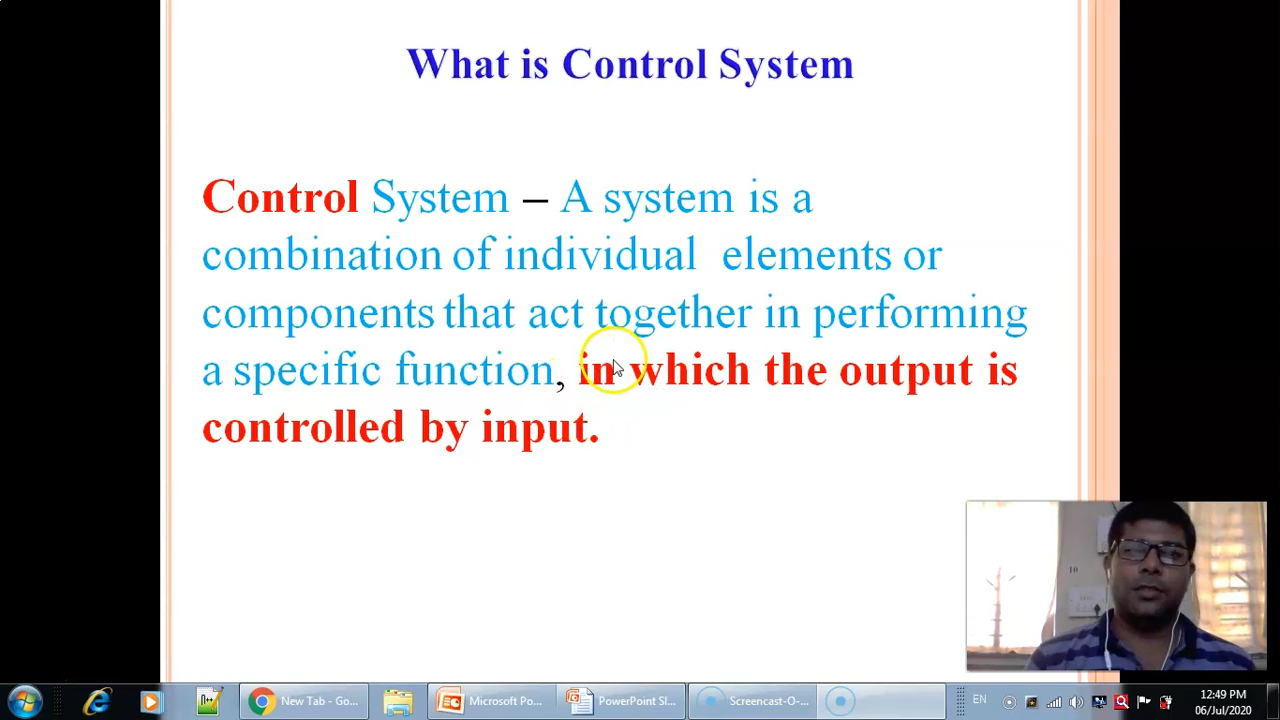 What is Control System
Control System – A system is a
combination of individual elements or
components that act together in performing
a specific function, in which the output is
controlled by input.
10
N++
New Tab - Go...
Microsoft Po...
PowerPoint Sl...
Screencast-O-...
EN
12:49 PM
06/Jul/2020